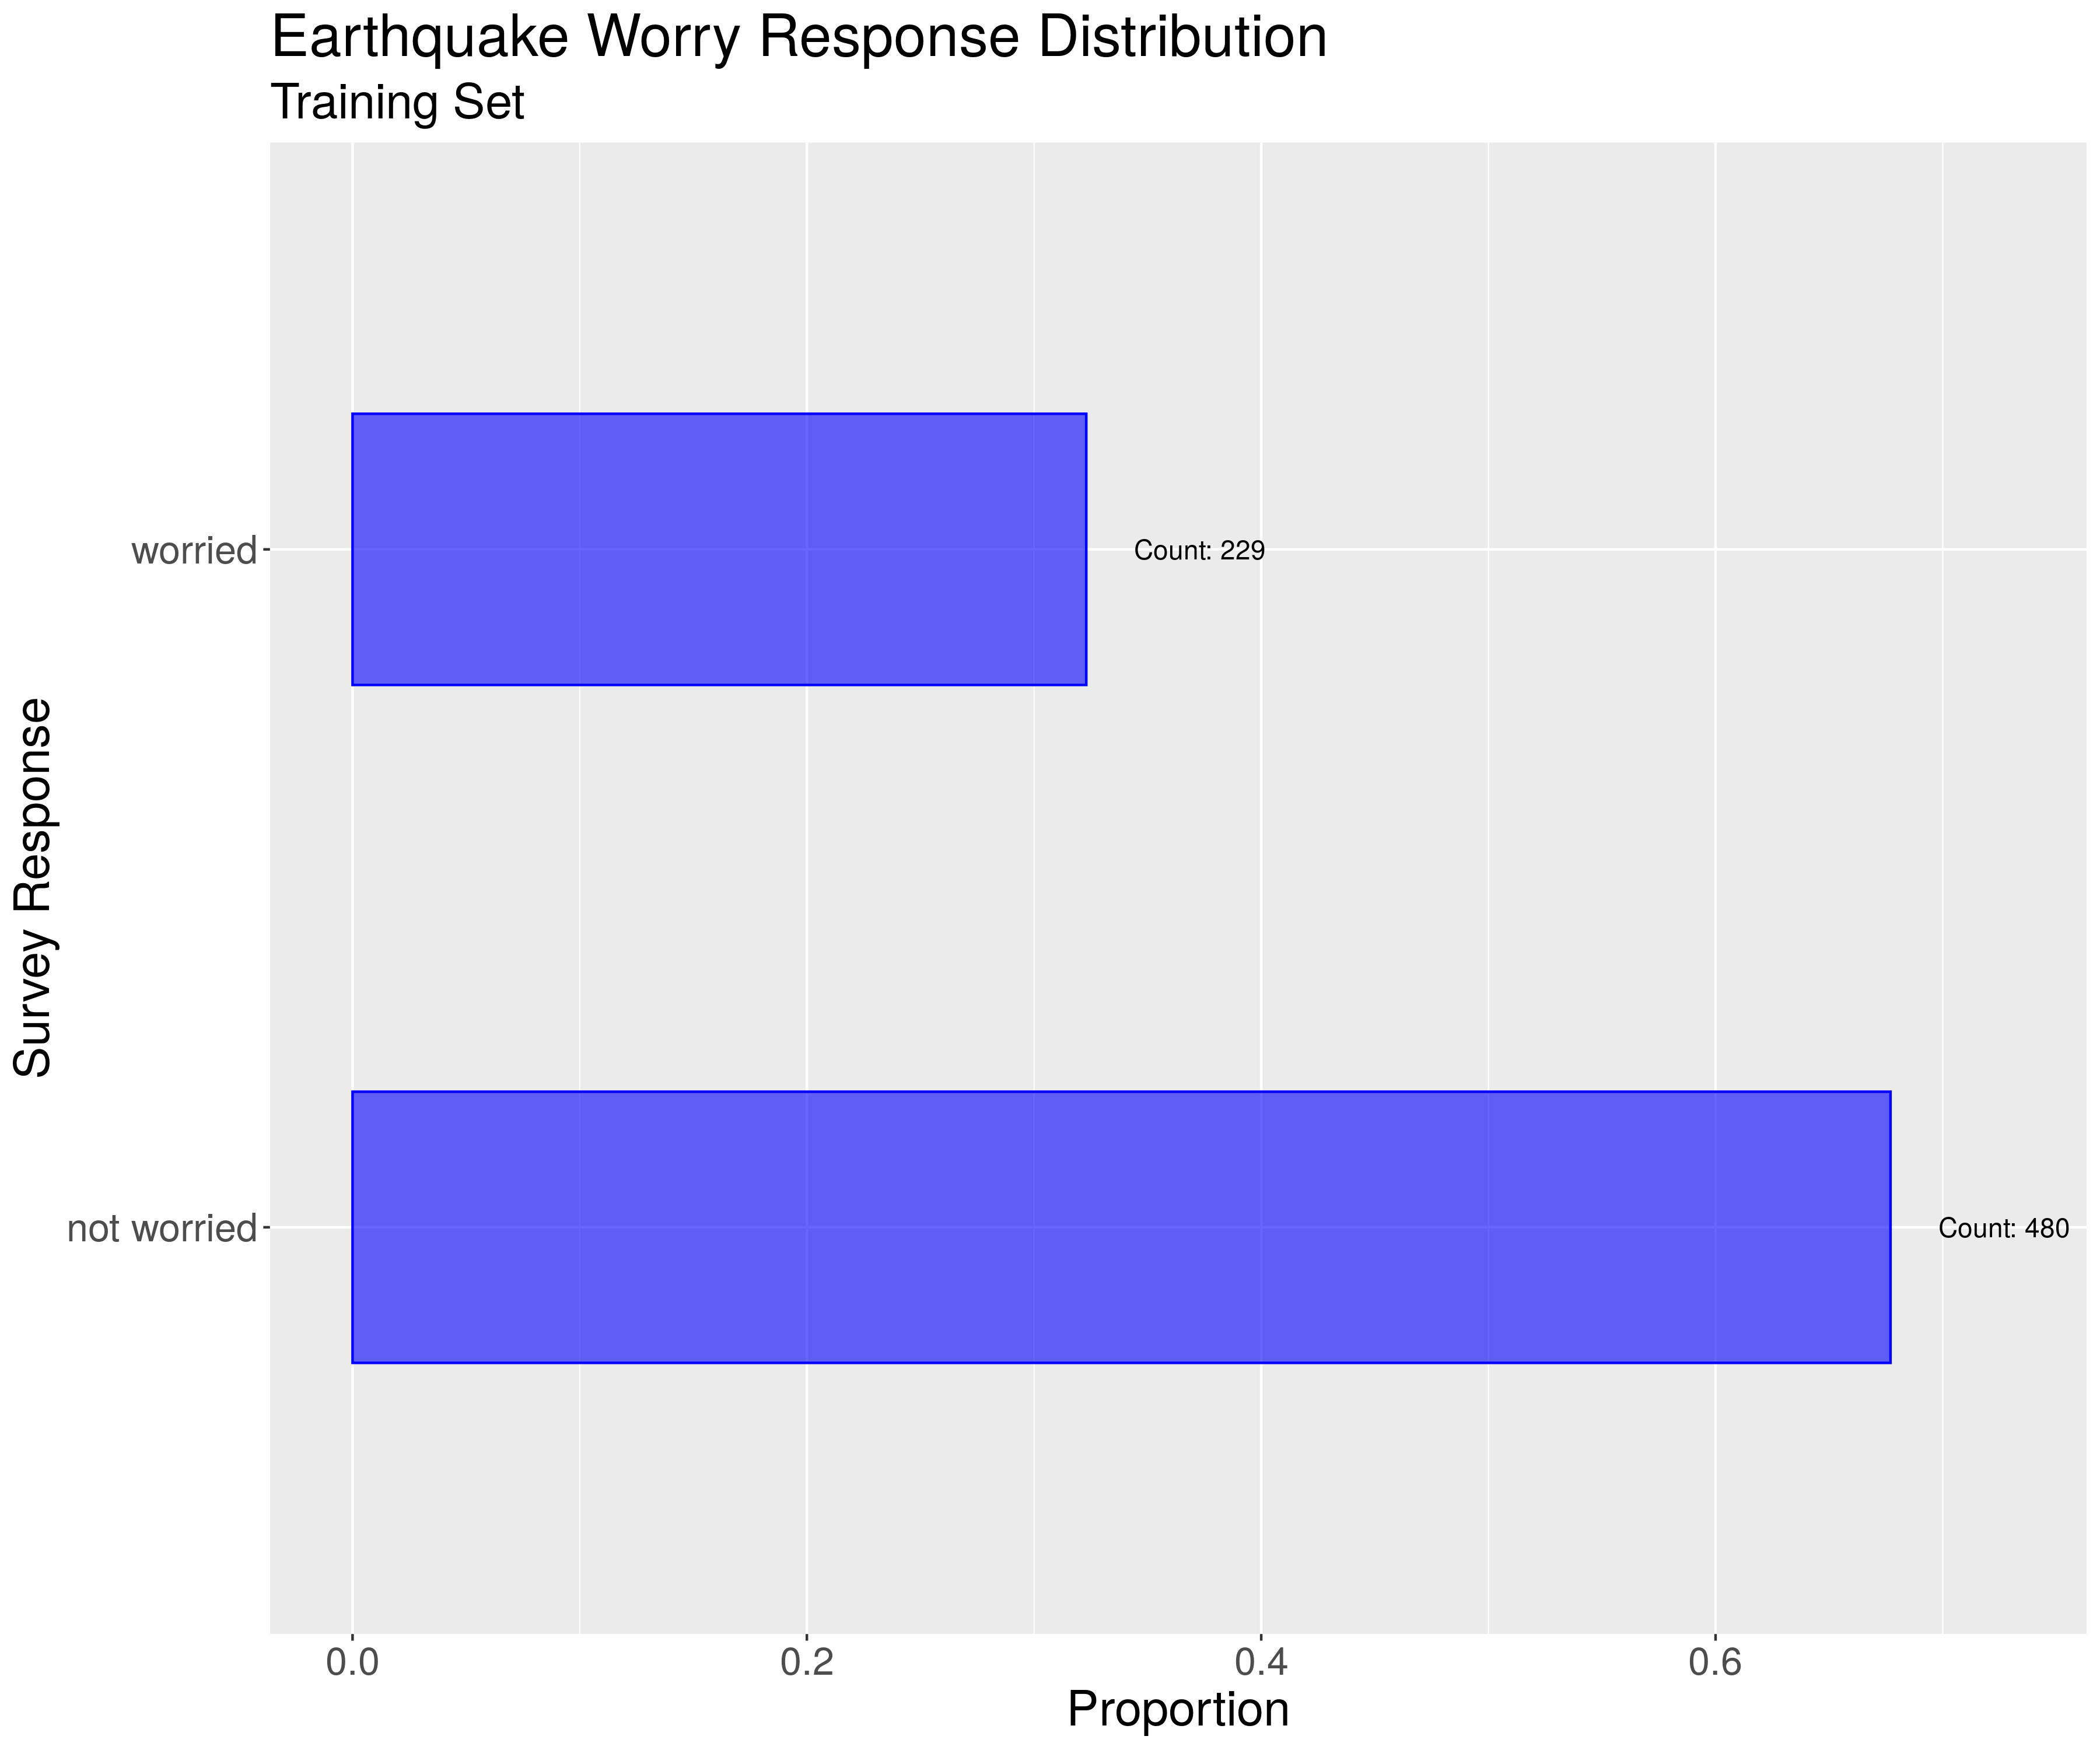 Earthquake Worry Response Distribution
Training Set
Survey Response
worried
Count: 229
not worried
Count: 480
0.0
0.2
0.4
0.6
Proportion